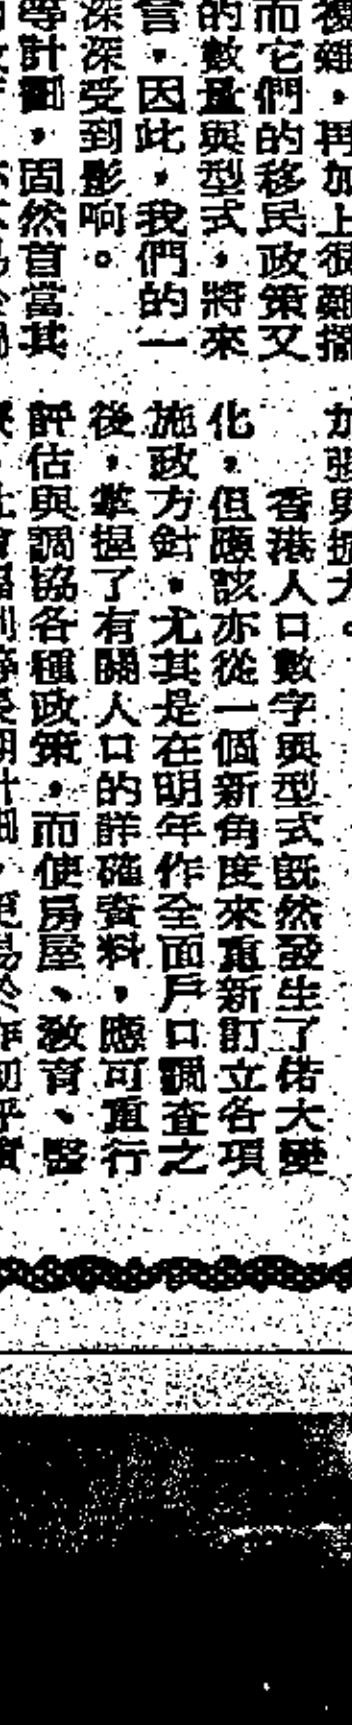 複雜，再加上很難
而它們的移民政策又
的數量與型式，將來
言，因此，我們的一
深深受到影响。
等計劃，固然首當其
加強與擴大。
香港人口數字與型式既然發生了偌大變
化，但應該亦從一個新角度來重新訂立各項
施政方針，尤其是在明年作全面戶口調查之
後，掌握了有關人口的詳確資料，應可重行
評估與調協各種政策，而使房屋、教育、醫